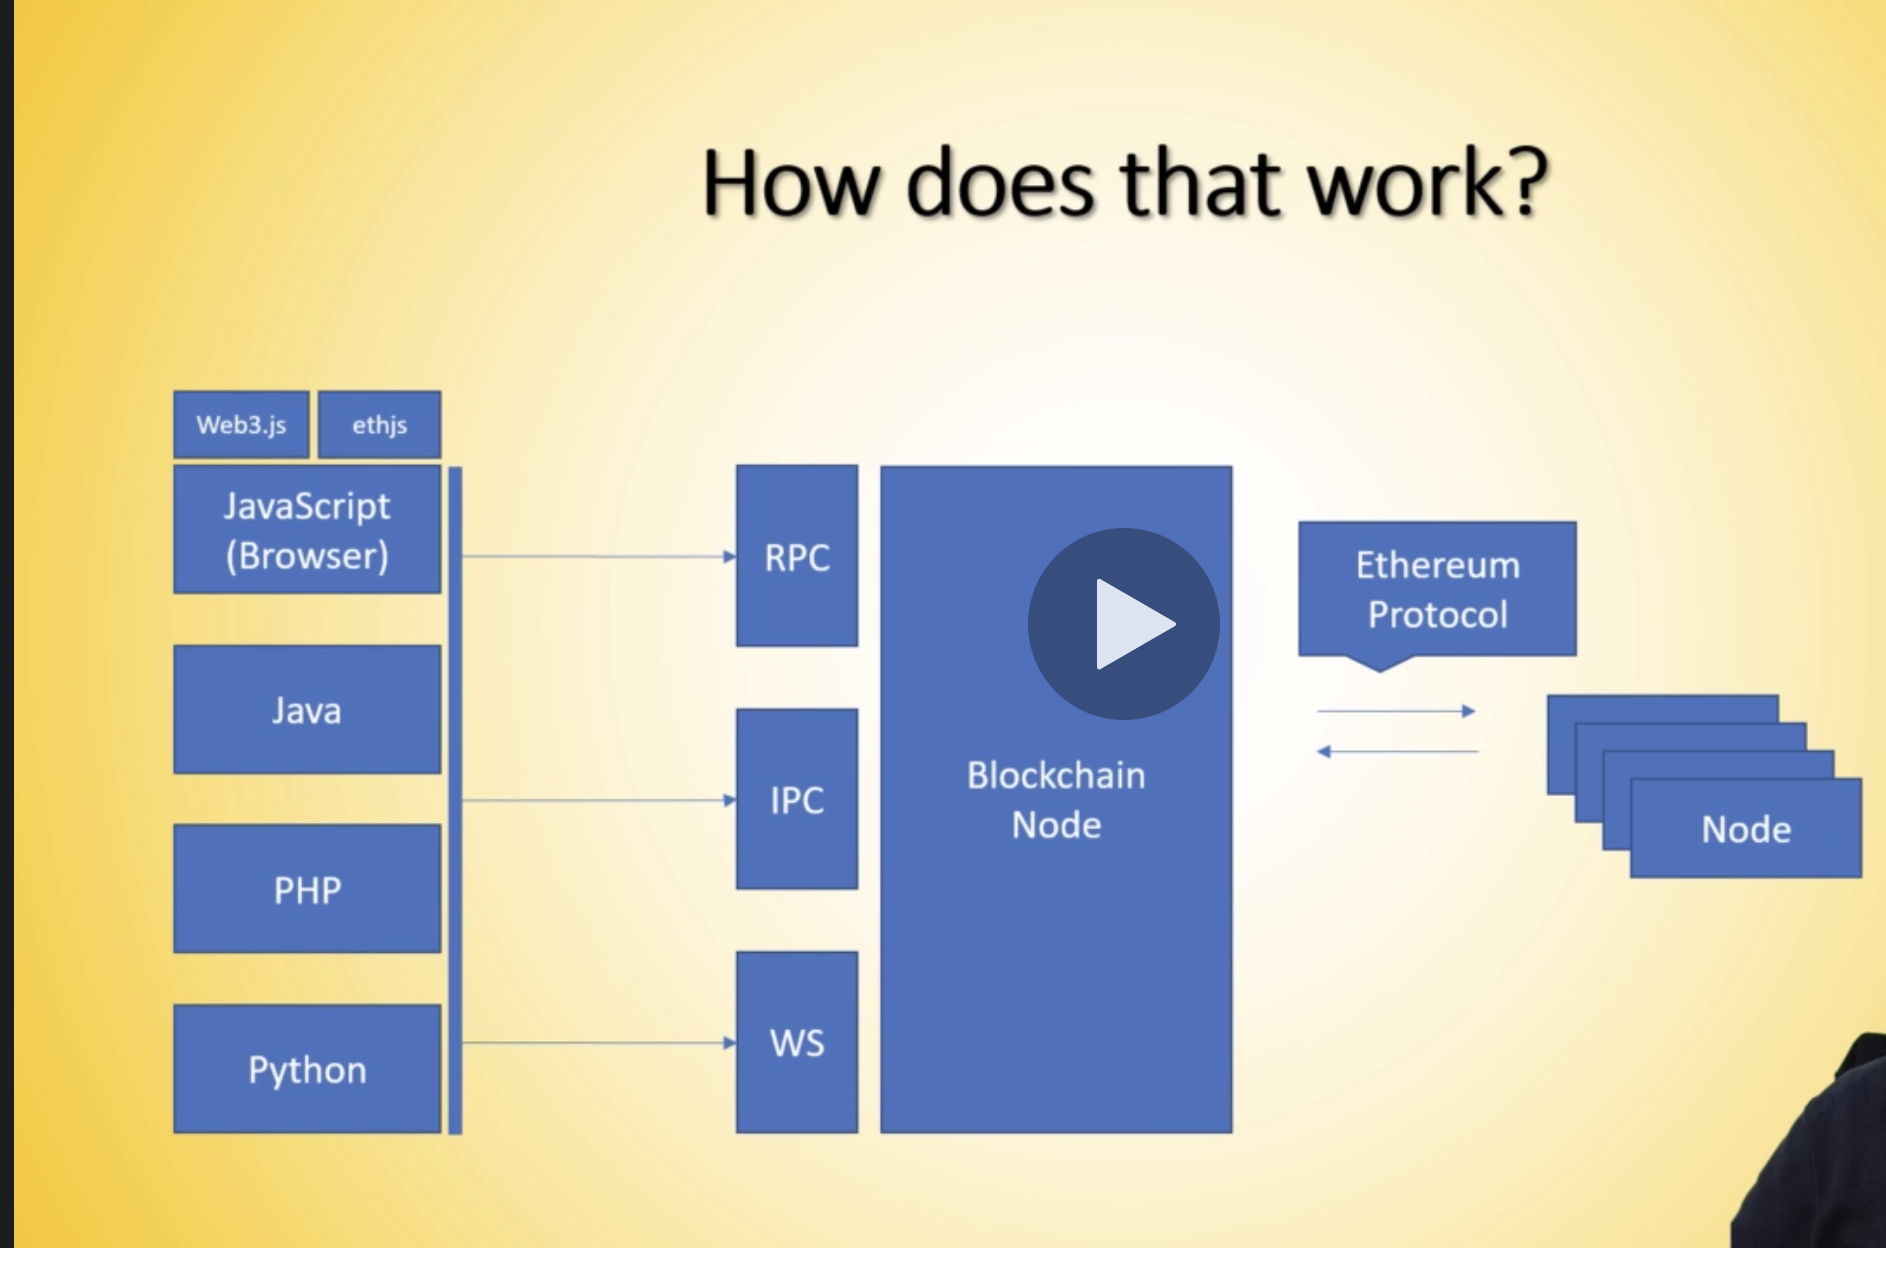 How does that work?
Web3.js
ethjs
JavaScript
(Browser)
Java
PHP
Python
RPC
IPC
WS
Blockchain
Node
Ethereum
Protocol
Node